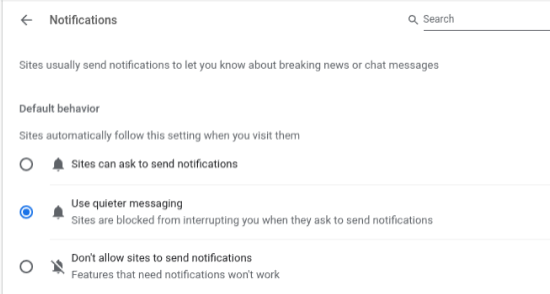 Notifications
Search
Sites usually send notifications to let you know about breaking news or chat messages
Default behavior
Sites automatically follow this setting when you visit them
Sites can ask to send notifications
Use quieter messaging
Sites are blocked from interrupting you when they ask to send notifications
Don't allow sites to send notifications
Features that need notifications won't work